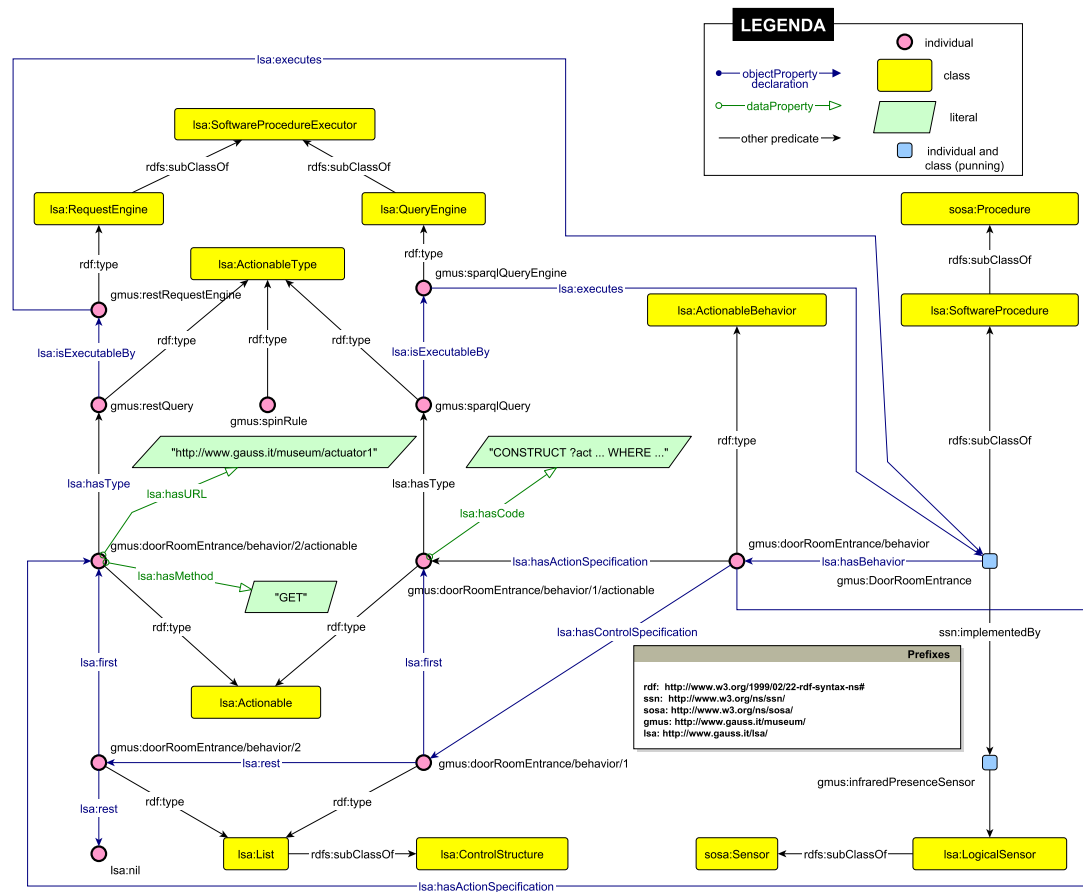 LEGENDA
individual
objectProperty
declaration
class
dataProperty
literal
other predicate
individual and
class (punning)
lsa:executes
lsa:SoftwareProcedureExecutor
rdfs:subClassOf
rdfs:subClassOf
lsa:RequestEngine
lsa:QueryEngine
sosa:Procedure
rdf:type
lsa:ActionableType
rdf:type
rdfs:subClassOf
gmus:sparqlQueryEngine
gmus:restRequestEngine
lsa:executes
lsa:ActionableBehavior
lsa:SoftwareProcedure
rdf:type
rdf:type
rdf:type
lsa:isExecutableBy
lsa:isExecutableBy
gmus:restQuery
gmus:spinRule
gmus:sparqlQuery
"http://www.gauss.it/museum/actuator1"
"CONSTRUCT ?act ... WHERE ..."
rdf:type
rdfs:subClassOf
lsa:hasType
lsa:hasURL
lsa:hasType
lsa:hasCode
gmus:doorRoomEntrance/behavior/2/actionable
gmus:doorRoomEntrance/behavior
lsa:hasActionSpecification
lsa:hasBehavior
lsa:hasMethod
gmus:DoorRoomEntrance
gmus:doorRoomEntrance/behavior/1/actionable
"GET"
rdf:type
rdf:type
lsa:hasControlSpecification
ssn:implementedBy
lsa:first
lsa:first
Prefixes
rdf: http://www.w3.org/1999/02/22-rdf-syntax-ns#
ssn: http://www.w3.org/ns/ssn/
sosa: http://www.w3.org/ns/sosa/
gmus: http://www.gauss.it/museum/
lsa: http://www.gauss.it/lsa/
lsa:Actionable
gmus:doorRoomEntrance/behavior/2
lsa:rest
gmus:doorRoomEntrance/behavior/1
gmus:infraredPresenceSensor
rdf:type
rdf:type
lsa:rest
lsa:List
rdfs:subClassOf
lsa:ControlStructure
sosa:Sensor
rdfs:subClassOf
lsa:LogicalSensor
lsa:nil
lsa:hasActionSpecification